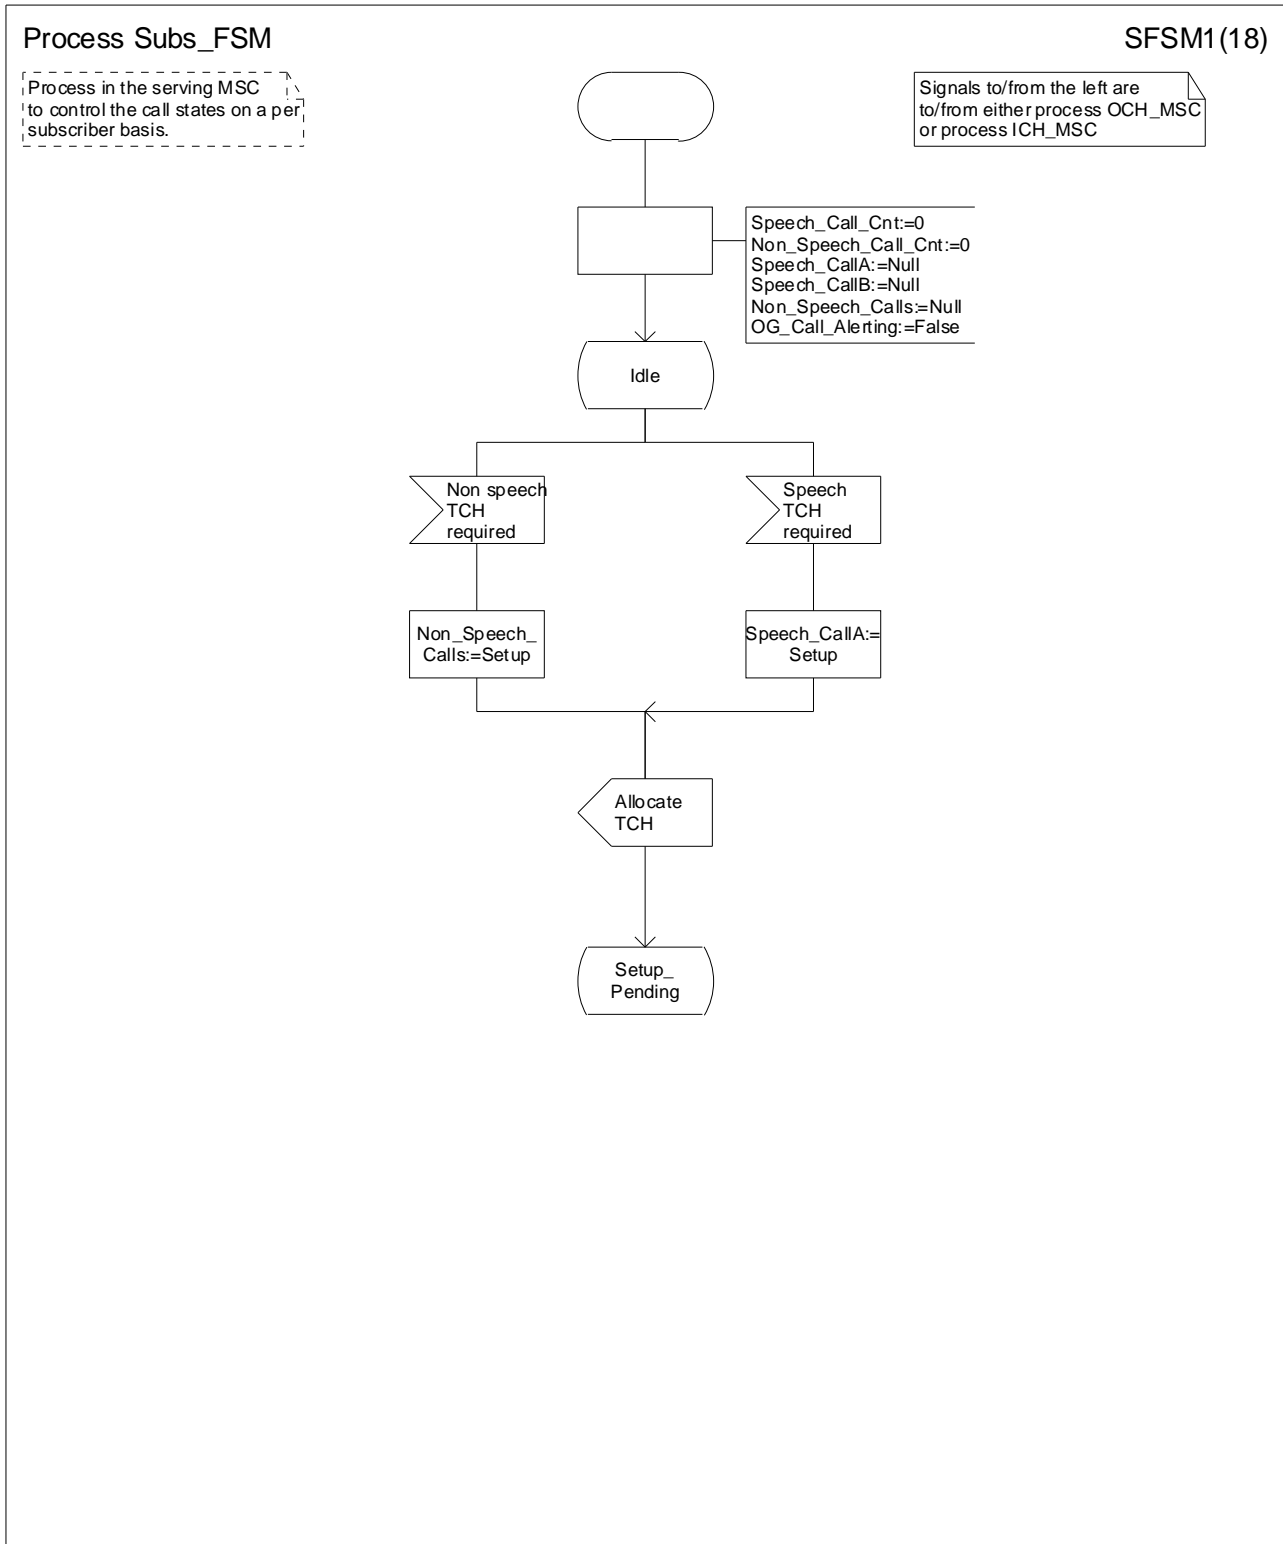 Process Subs_FSM
SFSM1(18)
Process in the serving MSC
to control the call states on a per
subscriber basis.
Signals to/from the left are
to/from either process OCH_MSC
or process ICH_MSC
Speech_Call_Cnt:=0
Non_Speech_Call_Cnt:=0
Speech_CallA:=Null
Speech_CallB:=Null
Non_Speech_Calls:=Null
OG_Call_Alerting:=False
Idle
Non speech
TCH
required
Speech
TCH
required
Non_Speech_
Calls:=Setup
Speech_CallA:=
Setup
Allocate
TCH
Setup_
Pending